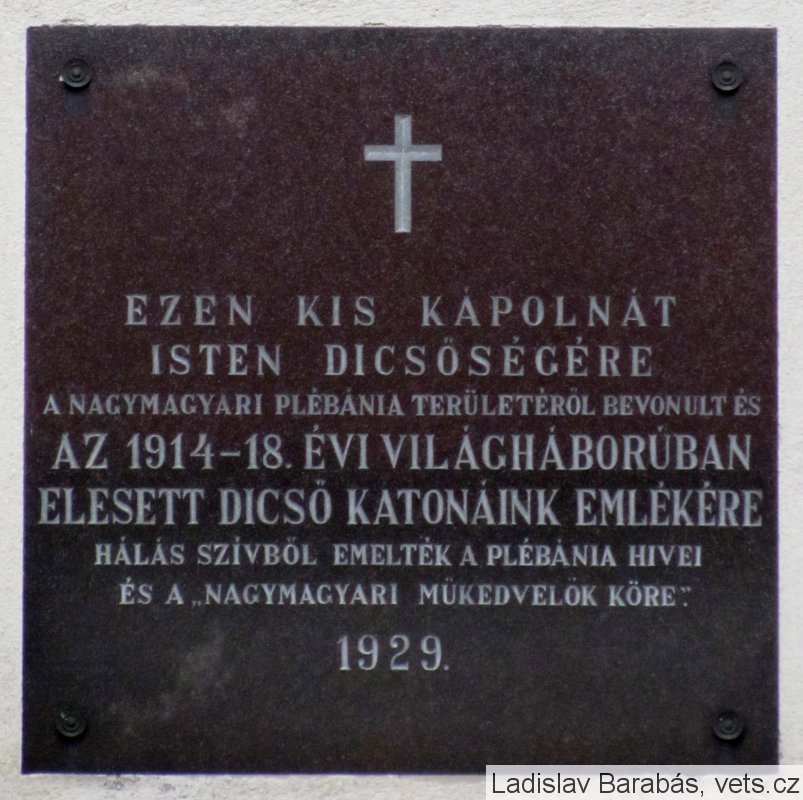 EZEN KIS KÁPOLNÁT
ISTEN DICSŐSÉGÉRE
A NAGYMAGYARI PLÉBÁNIA TERÜLETÉRŐL BEVONULT ÉS
AZ 1914-18. ÉVI VILÁGHÁBORÚBAN
ELESETT DICSŐ KATONÁINK EMLÉKÉRE
HÁLÁS SZÍVBŐL EMELTÉK A PLÉBÁNIA HIVEI
ÉS A „NAGYMAGYARI MŰKEDVELŐK KÖRE”.
1929.
Ladislav Barabás, vets.cz